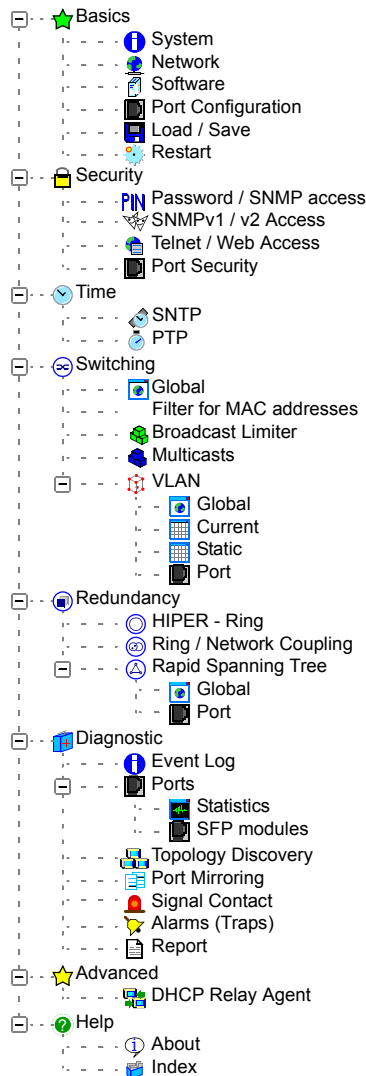 Basics
System
Network
Software
Port Configuration
Load / Save
Restart
Security
PIN Password / SNMP access
SNMPv1 / v2 Access
Telnet / Web Access
Port Security
Time
SNTP
PTP
Switching
Global
Filter for MAC addresses
Broadcast Limiter
Multicasts
VLAN
Global
Current
Static
Port
Redundancy
HIPER - Ring
Ring / Network Coupling
Rapid Spanning Tree
Global
Port
Diagnostic
Event Log
Ports
Statistics
SFP modules
Topology Discovery
Port Mirroring
Signal Contact
Alarms (Traps)
Report
Advanced
DHCP Relay Agent
Help
About
Index